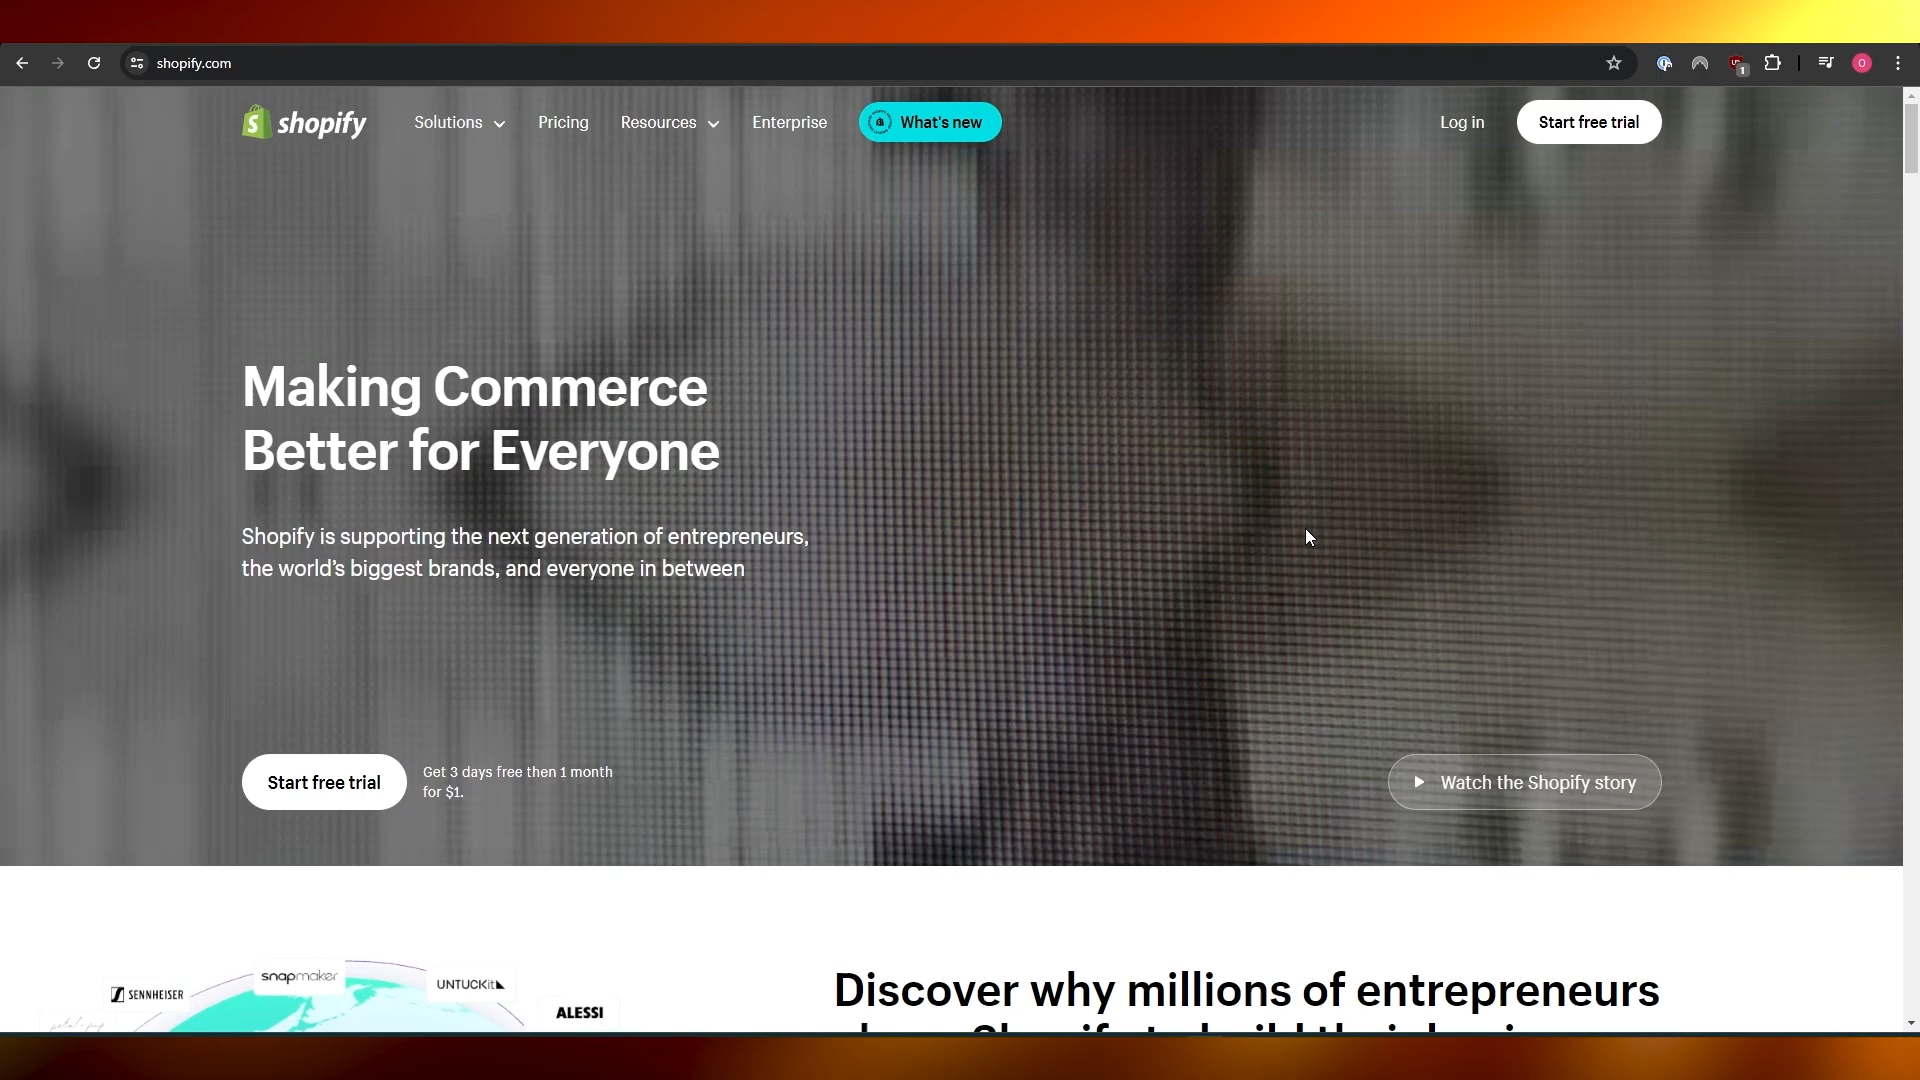 shopify.com
1
O
shopify
Solutions
Pricing
Resources
Enterprise
What's new
Log in
Start free trial
Making Commerce
Better for Everyone
Shopify is supporting the next generation of entrepreneurs,
the world's biggest brands, and everyone in between
Start free trial
Get 3 days free then 1 month
for $1.
Watch the Shopify story
SENNHEISER
snapmaker
UNTUCKit
ALESSI
Discover why millions of entrepreneurs